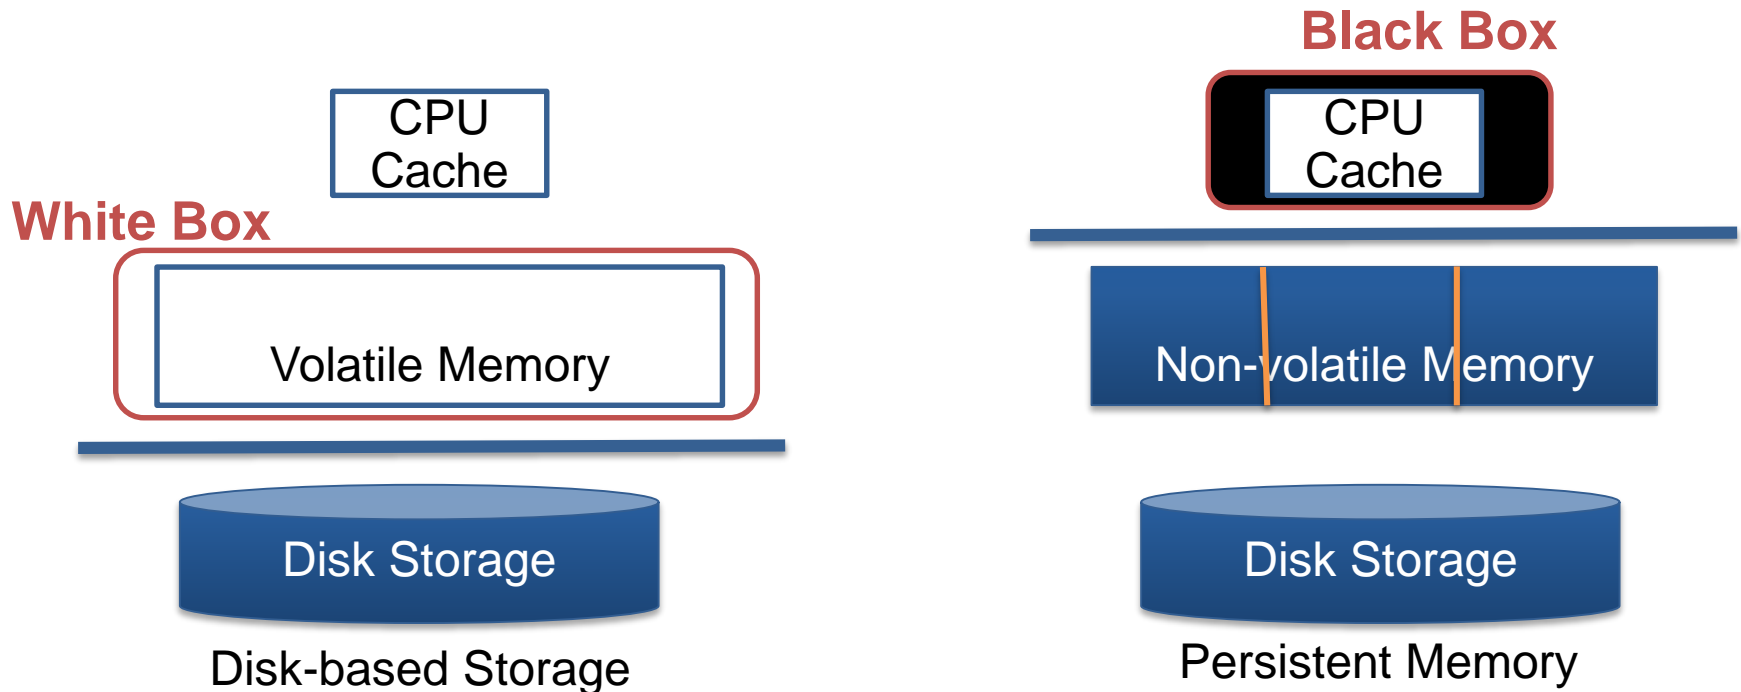 CPU
Cache
White Box
Volatile Memory
Disk Storage
Disk-based Storage
Black Box
CPU
Cache
Non-volatile Memory
Disk Storage
Persistent Memory